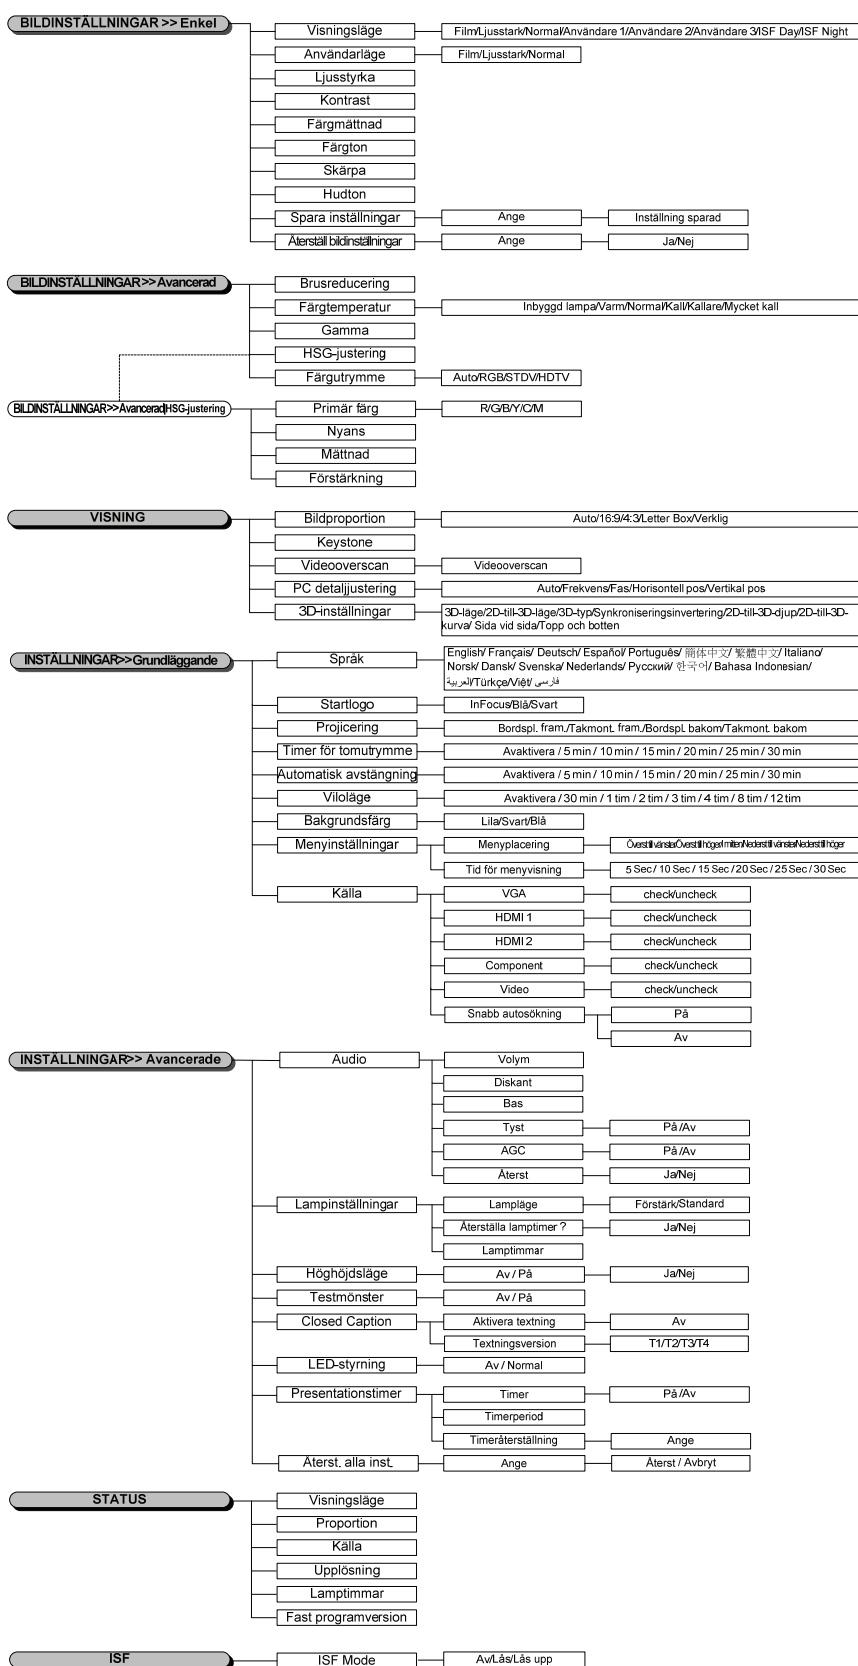 BILDINSTÄLLNINGAR >> Enkel
Visningsläge
Film/Ljusstark/Normal/Användare 1/Användare 2/Användare 3/ISF Day/ISF Night
Användarläge
Film/Ljusstark/Normal
Ljusstyrka
Kontrast
Färgmättnad
Färgton
Skärpa
Hudton
Spara inställningar
Ange
Inställning sparad
Återställ bildinställningar
Ange
Ja/Nej
BILDINSTÄLLNINGAR>>Avancerad
Brusreducering
Färgtemperatur
Inbyggd lampa/Varm/Normal/Kall/Kallare/Mycket kall
Gamma
HSG-justering
Färgutrymme
Auto/RGB/STDV/HDTV
BILDINSTÄLLNINGAR>>Avancerad|HSG-justering
Primär färg
R/G/B/Y/C/M
Nyans
Mättnad
Förstärkning
VISNING
Bildproportion
Auto/16:9/4:3/Letter Box/Verklig
Keystone
Videooverscan
Videooverscan
PC detaljjustering
Auto/Frekvens/Fas/Horisontell pos/Vertikal pos
3D-inställningar
3D-läge/2D-till-3D-läge/3D-typ/Synkroniseringsinvertering/2D-till-3D-djup/2D-till-3D-
kurva/ Sida vid sida/Topp och botten
INSTÄLLNINGAR>>Grundläggande
Språk
English/ Français/ Deutsch/ Español/ Português/ 簡体中文/ 繁體中文/ Italiano/
Norsk/ Dansk/ Svenska/ Nederlands/ Русский/ 한국어/ Bahasa Indonesian/
العربية/Türkçe/Việt/ فارسی
Startlogo
InFocus/Blå/Svart
Projicering
Bordspl. fram./Takmont. fram./Bordspl. bakom/Takmont. bakom
Timer för tomutrymme
Avaktivera / 5 min / 10 min / 15 min / 20 min / 25 min / 30 min
Automatisk avstängning
Avaktivera / 5 min / 10 min / 15 min / 20 min / 25 min / 30 min
Viloläge
Avaktivera / 30 min / 1 tim / 2 tim / 3 tim / 4 tim / 8 tim / 12 tim
Bakgrundsfärg
Lila/Svart/Blå
Menyinställningar
Menyplacering
Överst till vänster/Överst till höger/I mitten/Nederst till vänster/Nederst till höger
Tid för menyvisning
5 Sec / 10 Sec / 15 Sec / 20 Sec / 25 Sec / 30 Sec
Källa
VGA
check/uncheck
HDMI 1
check/uncheck
HDMI 2
check/uncheck
Component
check/uncheck
Video
check/uncheck
Snabb autosökning
På
Av
INSTÄLLNINGAR>> Avancerade
Audio
Volym
Diskant
Bas
Tyst
På /Av
AGC
På /Av
Återst
Ja/Nej
Lampinställningar
Lampläge
Förstärk/Standard
Återställa lamptimer ?
Ja/Nej
Lamptimmar
Höghöjdsläge
Av / På
Ja/Nej
Testmönster
Av / På
Closed Caption
Aktivera textning
Av
Textningsversion
T1/T2/T3/T4
LED-styrning
Av / Normal
Presentationstimer
Timer
På /Av
Timerperiod
Timeråterställning
Ange
Återst. alla inst.
Ange
Återst / Avbryt
STATUS
Visningsläge
Proportion
Källa
Upplösning
Lamptimmar
Fast programversion
ISF
ISF Mode
Av/Lås/Lås upp